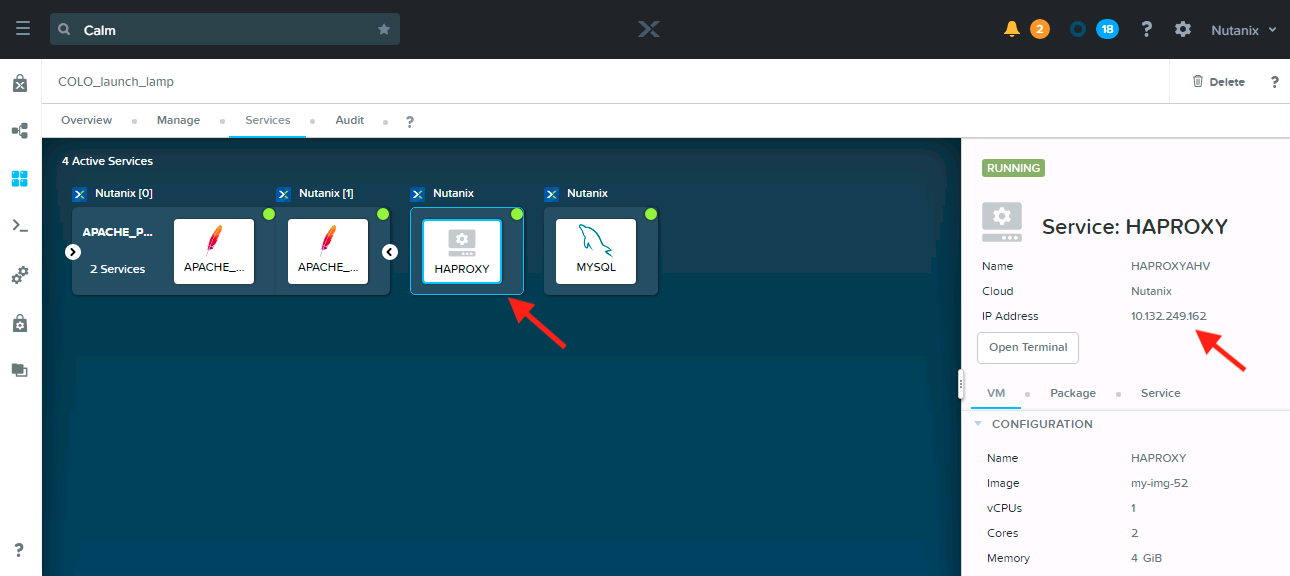 Calm
2
18
?
Nutanix
COLO_launch_lamp
Delete
?
Overview
Manage
Services
Audit
?
4 Active Services
Nutanix [0]
Nutanix [1]
Nutanix
Nutanix
APACHE_P...
2 Services
APACHE_...
APACHE_...
HAPROXY
MYSQL
RUNNING
Service: HAPROXY
Name HAPROXYAHV
Cloud Nutanix
IP Address 10.132.249.162
Open Terminal
VM Package Service
CONFIGURATION
Name HAPROXY
Image my-img-52
vCPUs 1
Cores 2
Memory 4 GiB
?